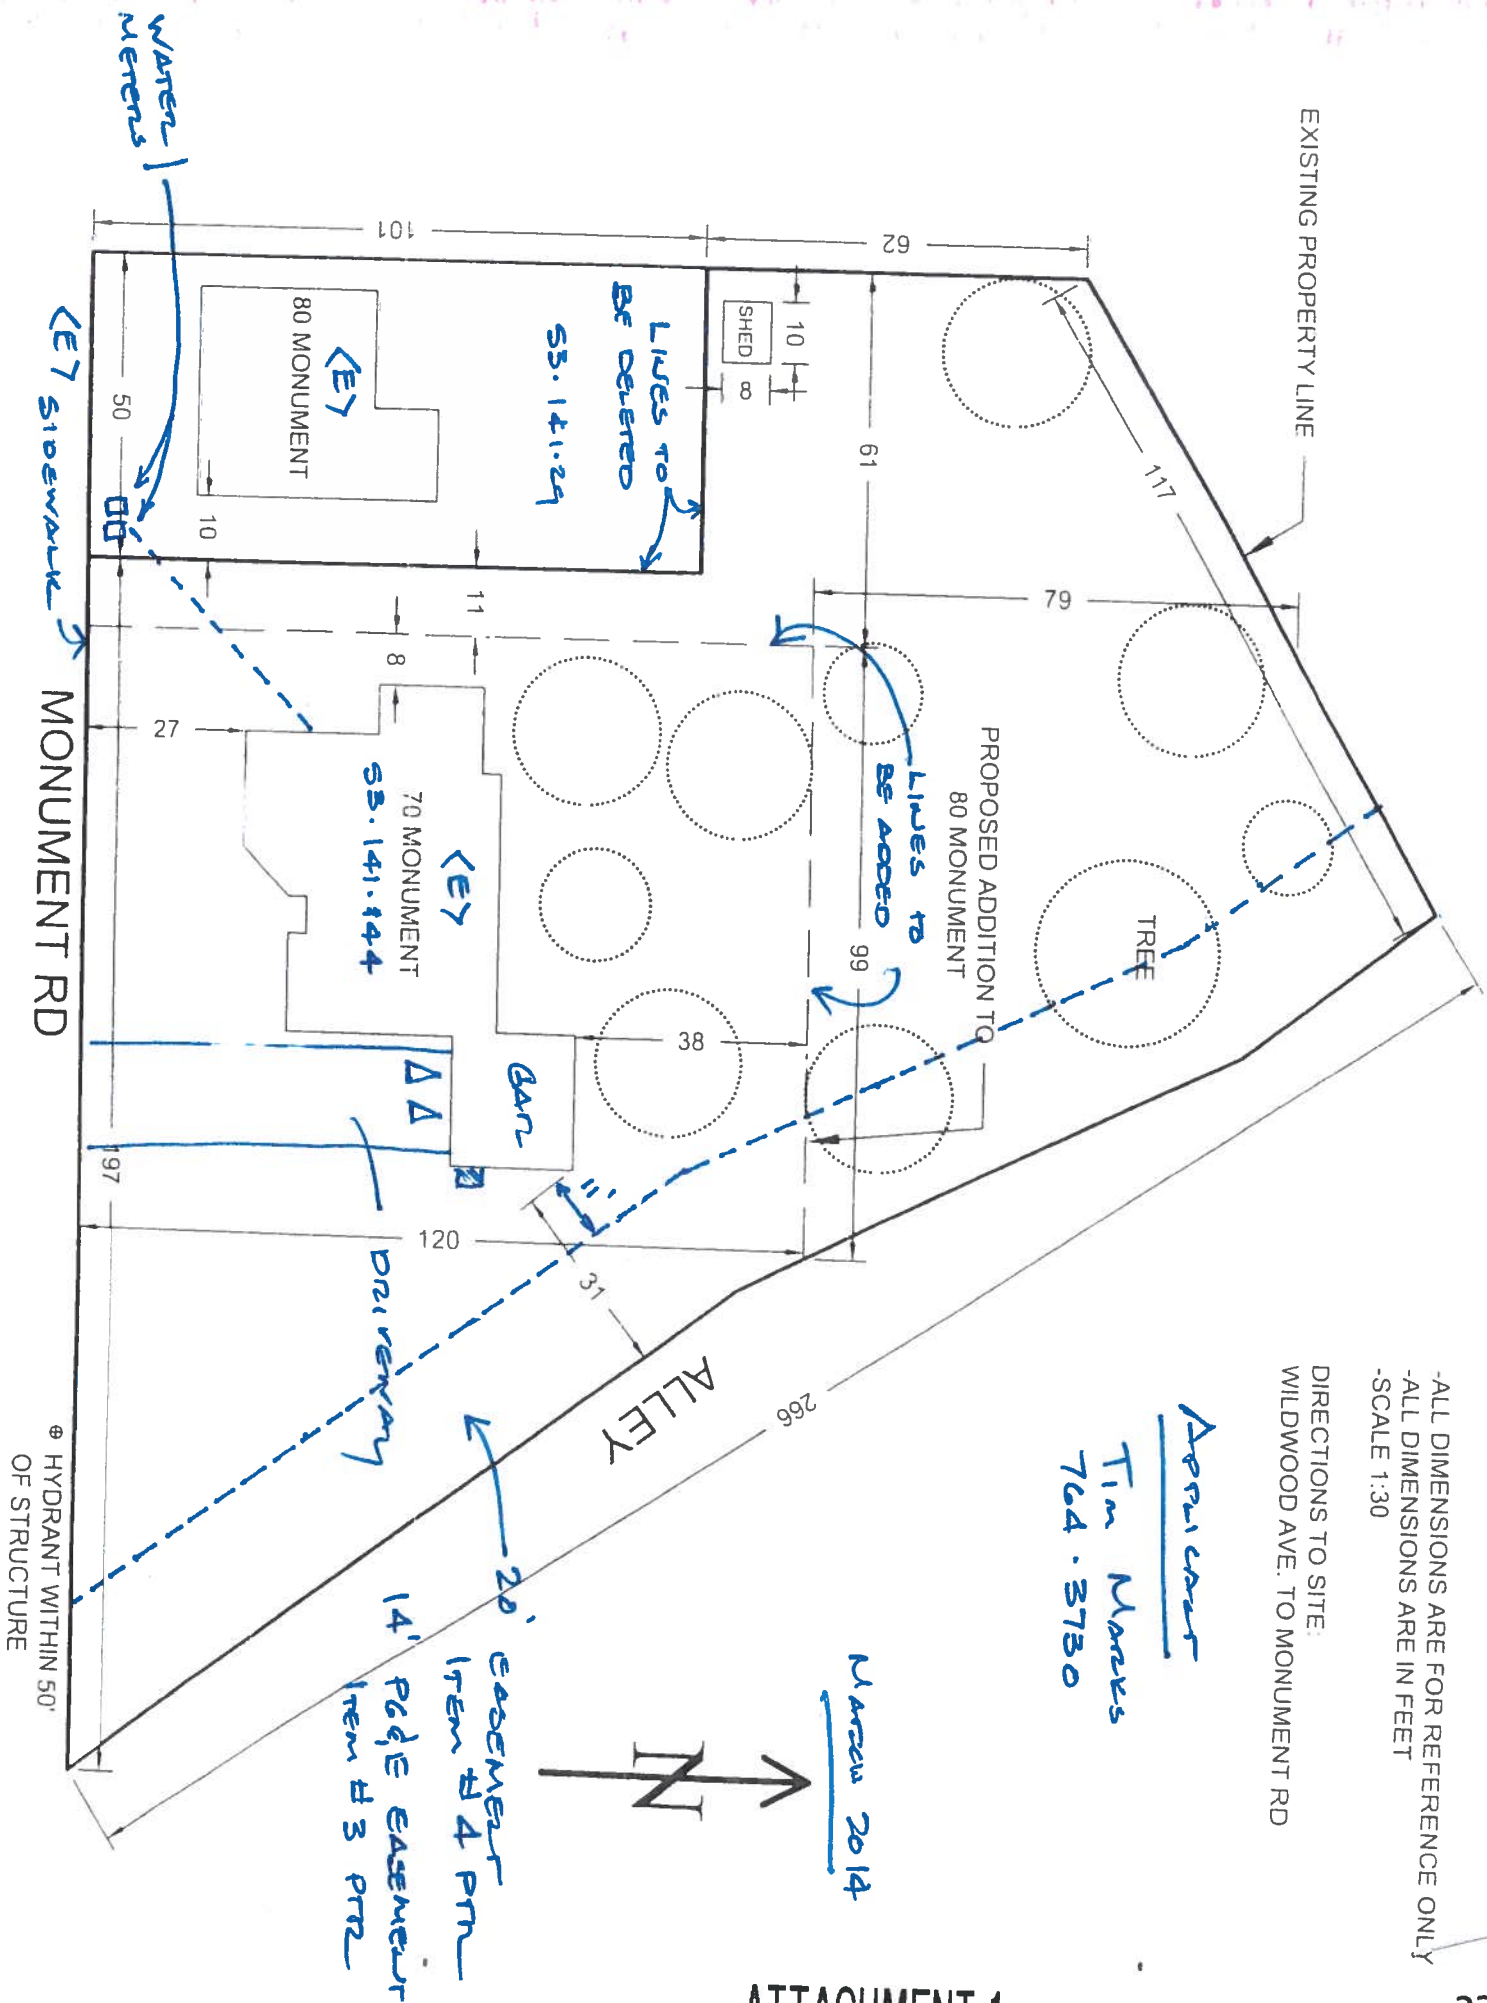 -ALL DIMENSIONS ARE FOR REFERENCE ONLY
-ALL DIMENSIONS ARE IN FEET
-SCALE 1:30
DIRECTIONS TO SITE:
WILDWOOD AVE. TO MONUMENT RD
APPLICANT
TIM MARKS
764.3730
MARCH 2014
N
EXISTING PROPERTY LINE
117
62
101
79
61
99
266
SHED
10
8
TREE
PROPOSED ADDITION TO
80 MONUMENT
LINES TO
BE ADDED
LINES TO
BE DELETED
53.141.29
<E>
80 MONUMENT
10
11
8
50
WATER
METERS
<E> SIDEWALK
MONUMENT RD
27
<E>
70 MONUMENT
53.141.44
GAR
38
11'
31
120
197
DRIVEWAY
ALLEY
20' EASEMENT
ITEM #4 PTR
14' PG&E EASEMENT
ITEM #3 PTR
HYDRANT WITHIN 50'
OF STRUCTURE